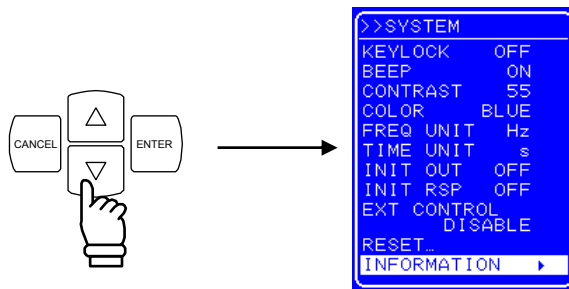 CANCEL
ENTER
>>SYSTEM
KEYLOCK OFF
BEEP ON
CONTRAST 55
COLOR BLUE
FREQ UNIT Hz
TIME UNIT s
INIT OUT OFF
INIT RSP OFF
EXT CONTROL
DISABLE
RESET…
INFORMATION